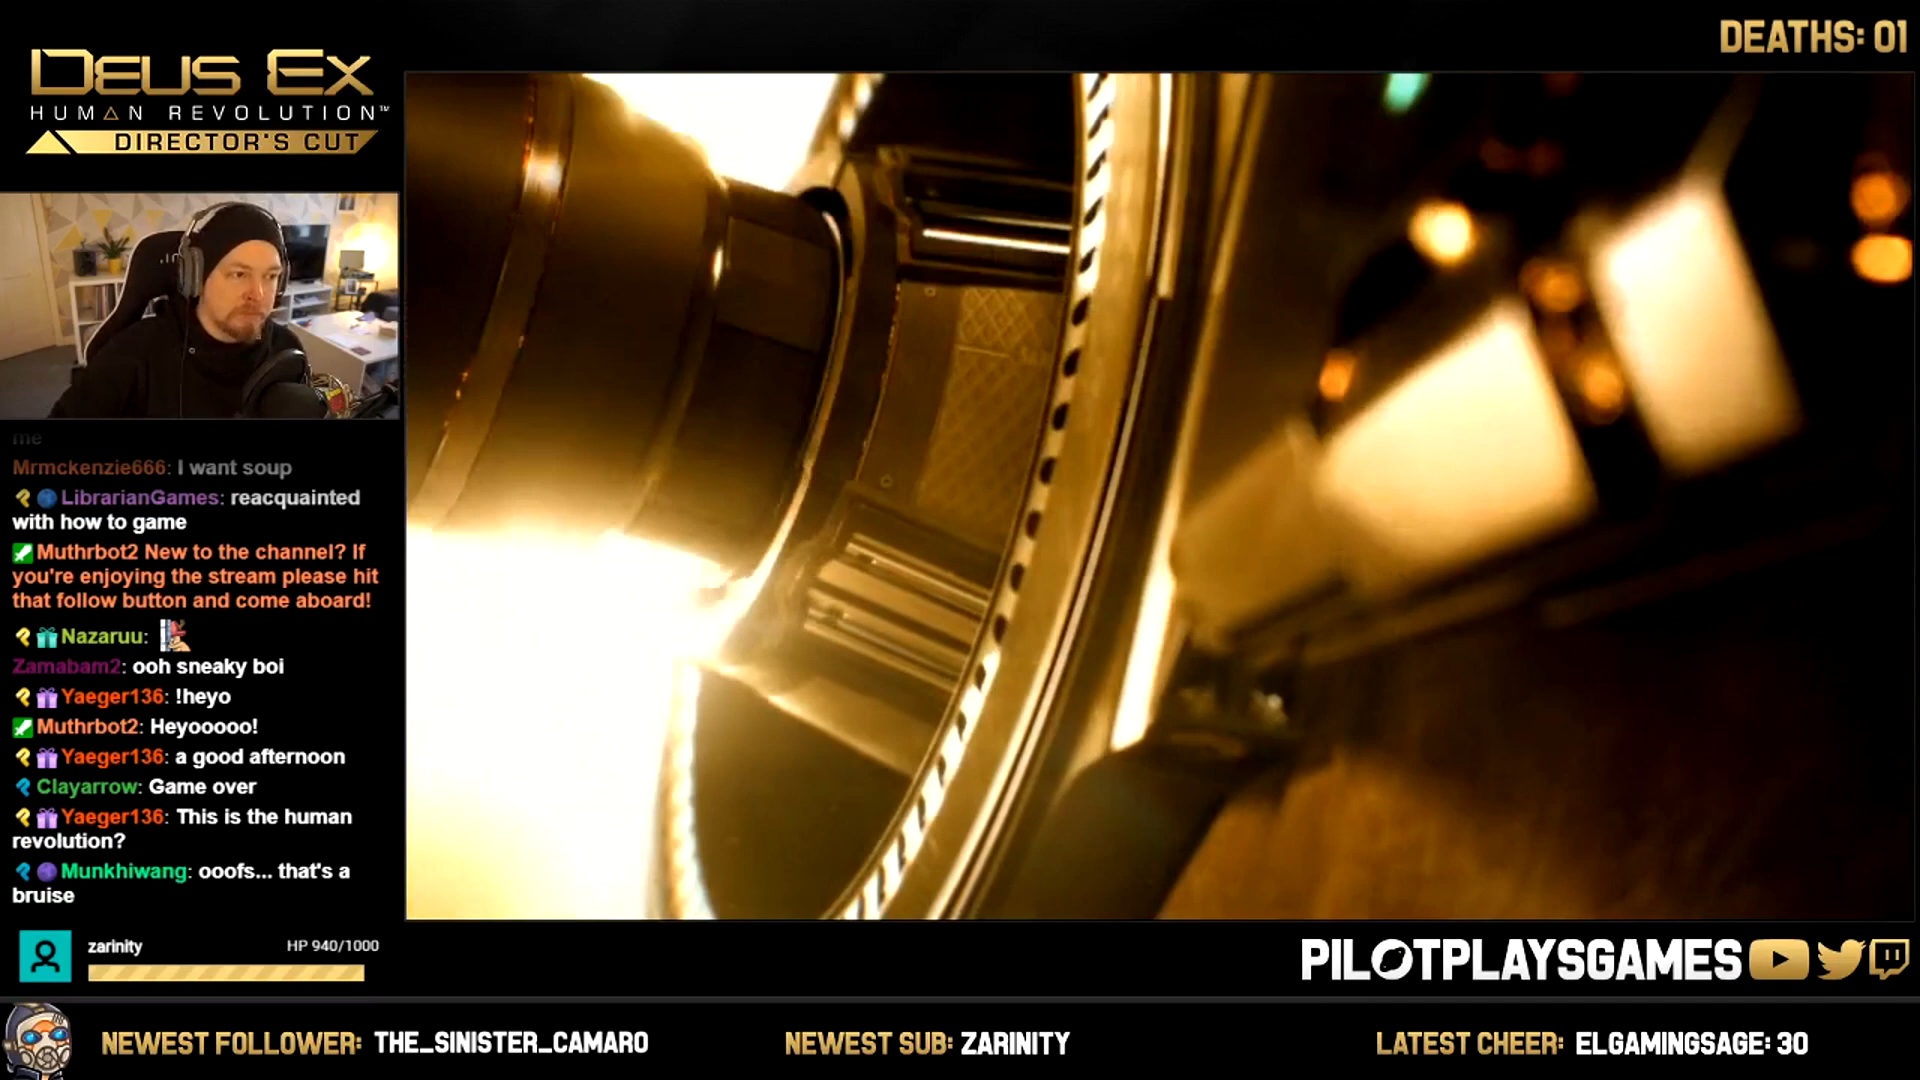 DEUS EX
HUMAN REVOLUTION™
DIRECTOR'S CUT
DEATHS: 01
me
Mrmckenzie666: I want soup
LibrarianGames: reacquainted
with how to game
Muthrbot2 New to the channel? If
you're enjoying the stream please hit
that follow button and come aboard!
Nazaruu:
Zamabam2: ooh sneaky boi
Yaeger136: !heyo
Muthrbot2: Heyooooo!
Yaeger136: a good afternoon
Clayarrow: Game over
Yaeger136: This is the human
revolution?
Munkhiwang: ooofs... that's a
bruise
zarinity HP 940/1000
PILOTPLAYSGAMES
NEWEST FOLLOWER: THE_SINISTER_CAMARO
NEWEST SUB: ZARINITY
LATEST CHEER: ELGAMINGSAGE: 30